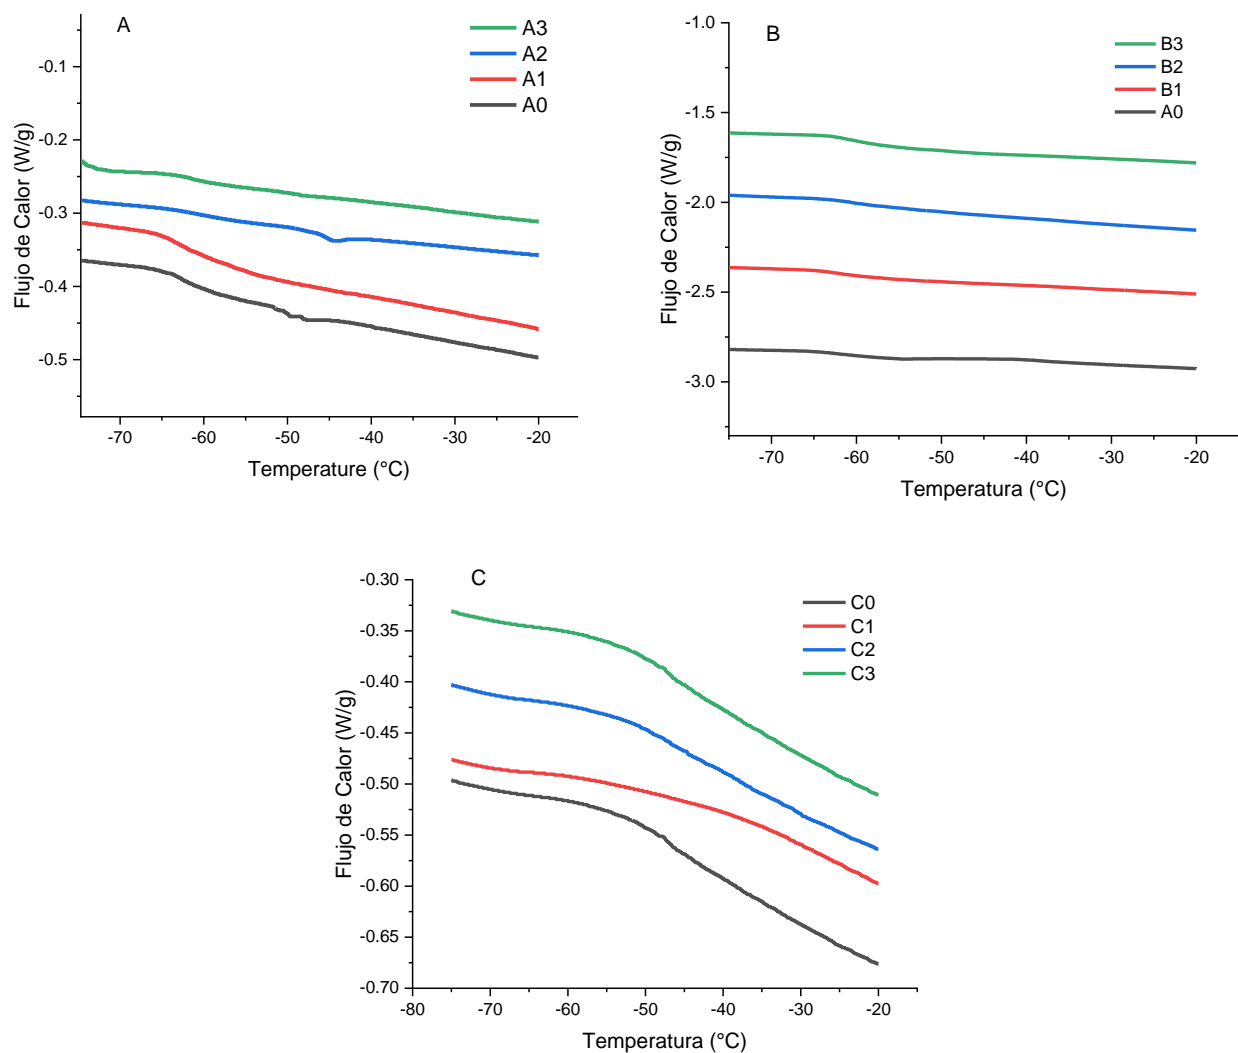 A
A3
A2
A1
A0
-0.1
-0.2
-0.3
-0.4
-0.5
Flujo de Calor (W/g)
-70
-60
-50
-40
-30
-20
Temperature (°C)
B
B3
B2
B1
A0
-1.0
-1.5
-2.0
-2.5
-3.0
Flujo de Calor (W/g)
-70
-60
-50
-40
-30
-20
Temperatura (°C)
C
C0
C1
C2
C3
-0.30
-0.35
-0.40
-0.45
-0.50
-0.55
-0.60
-0.65
-0.70
Flujo de Calor (W/g)
-80
-70
-60
-50
-40
-30
-20
Temperatura (°C)